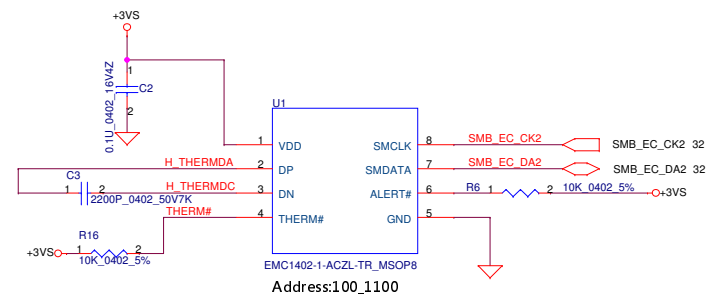 +3VS
1
C2
2
0.1U_0402_16V4Z
U1
1 VDD
SMCLK 8 SMB_EC_CK2 SMB_EC_CK2 32
H_THERMDA 2 DP
SMDATA 7 SMB_EC_DA2 SMB_EC_DA2 32
C3
1 2 H_THERMDC 3 DN
2200P_0402_50V7K
ALERT# 6 R6 1 2 10K_0402_5% +3VS
THERM# 4 THERM#
GND 5
R16
+3VS 1 2
10K_0402_5%
EMC1402-1-ACZL-TR_MSOP8
Address:100_1100